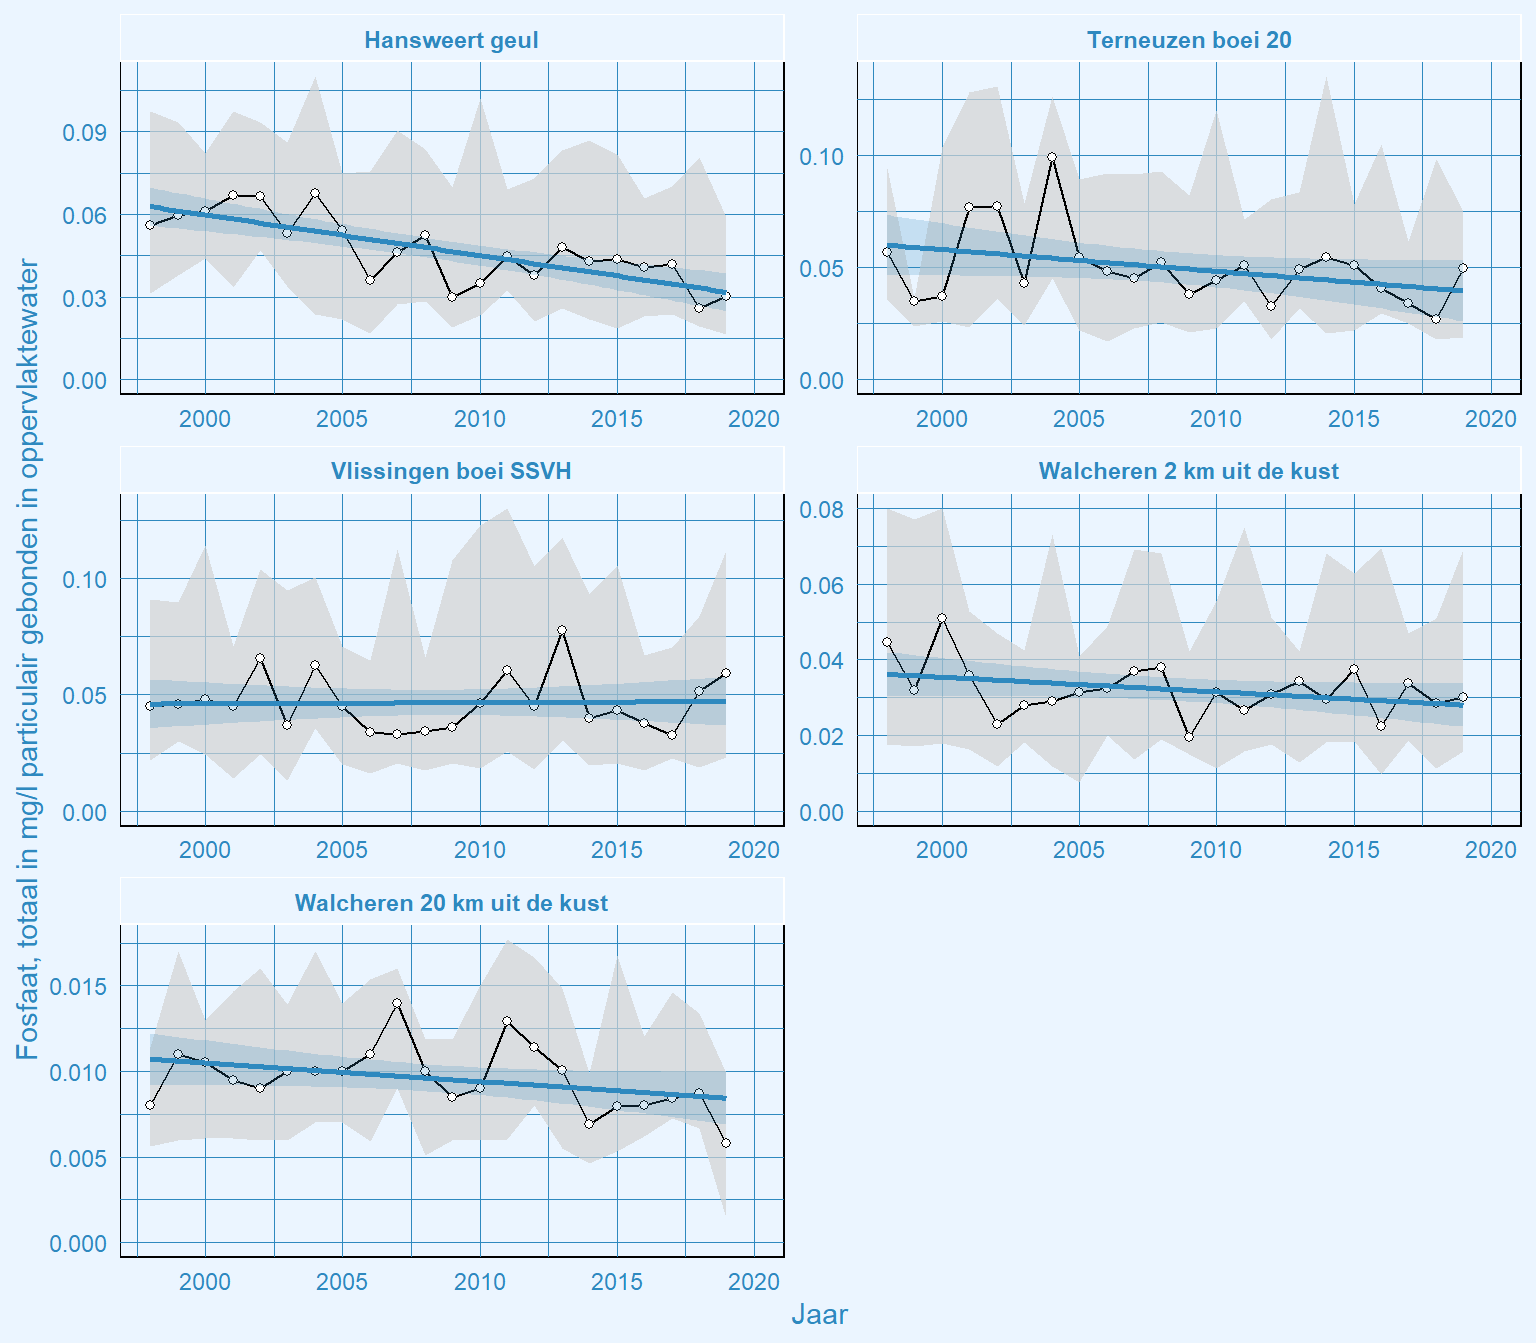 Fosfaat, totaal in mg/l particulair gebonden in oppervlaktewater
Hansweert geul
0.09
0.06
0.03
0.00
2000 2005 2010 2015 2020
Terneuzen boei 20
0.10
0.05
0.00
2000 2005 2010 2015 2020
Vlissingen boei SSVH
0.10
0.05
0.00
2000 2005 2010 2015 2020
Walcheren 2 km uit de kust
0.08
0.06
0.04
0.02
0.00
2000 2005 2010 2015 2020
Walcheren 20 km uit de kust
0.015
0.010
0.005
0.000
2000 2005 2010 2015 2020
Jaar